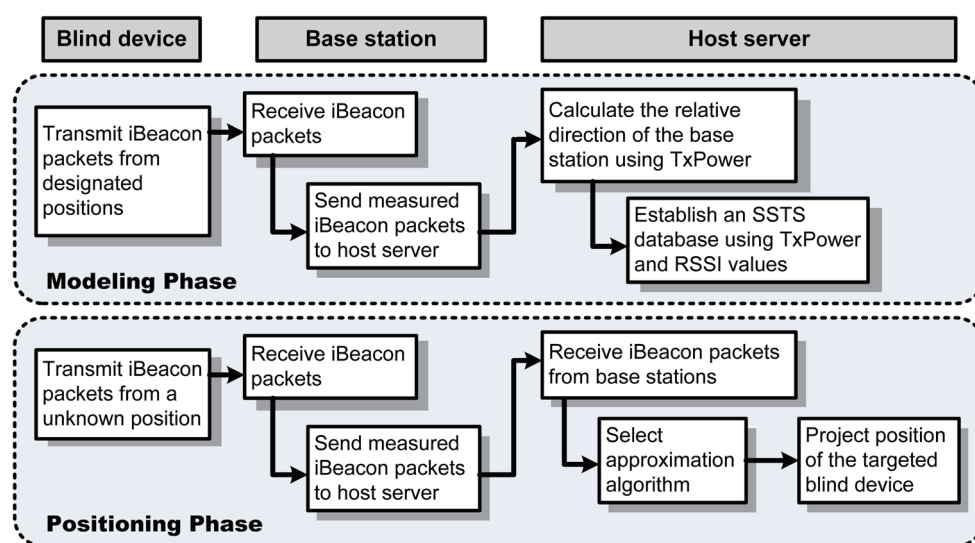 Blind device
Base station
Host server
Transmit iBeacon
packets from
designated
positions
Receive iBeacon
packets
Send measured
iBeacon packets
to host server
Calculate the relative
direction of the base
station using TxPower
Establish an SSTS
database using TxPower
and RSSI values
Modeling Phase
Transmit iBeacon
packets from a
unknown position
Receive iBeacon
packets
Send measured
iBeacon packets
to host server
Receive iBeacon packets
from base stations
Select
approximation
algorithm
Project position
of the targeted
blind device
Positioning Phase